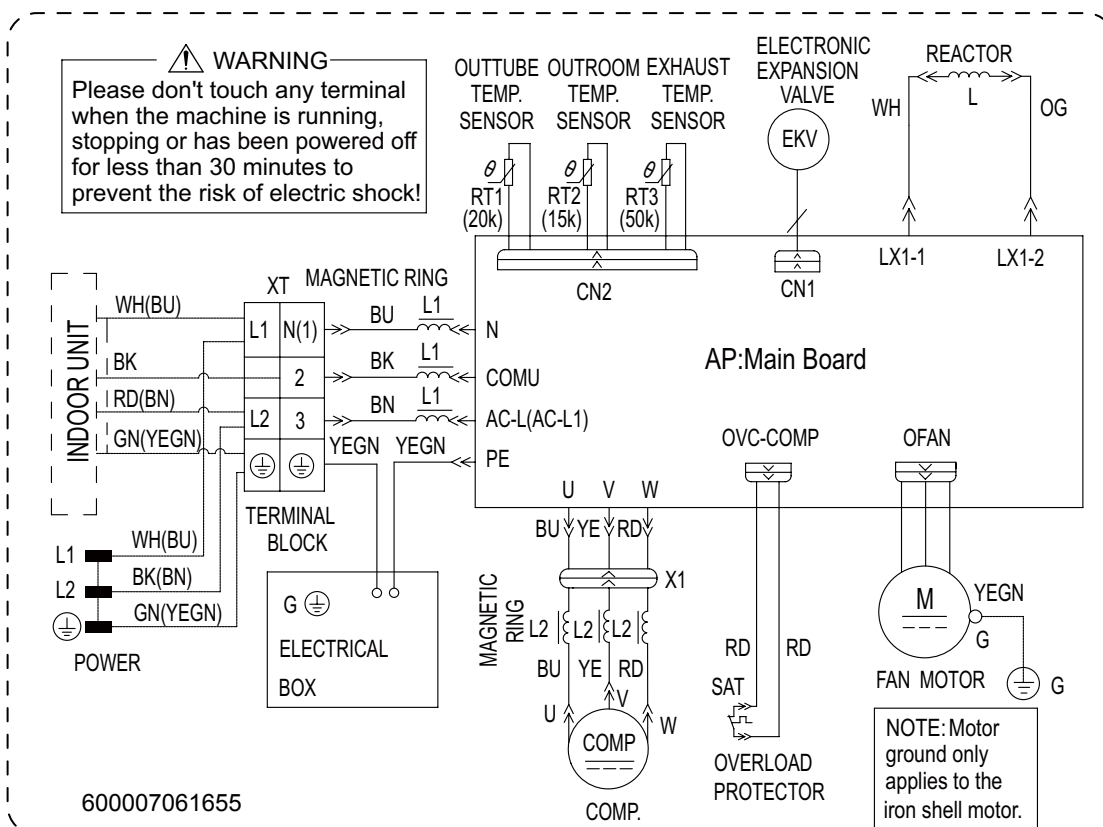 WARNING
Please don't touch any terminal
when the machine is running,
stopping or has been powered off
for less than 30 minutes to
prevent the risk of electric shock!
OUTTUBE
TEMP.
SENSOR
OUTROOM
TEMP.
SENSOR
EXHAUST
TEMP.
SENSOR
ELECTRONIC
EXPANSION
VALVE
REACTOR
WH
L
OG
EKV
θ
RT1
(20k)
θ
RT2
(15k)
θ
RT3
(50k)
CN2
CN1
LX1-1
LX1-2
AP:Main Board
INDOOR UNIT
WH(BU)
BK
RD(BN)
GN(YEGN)
XT
L1
N(1)
2
L2
3
TERMINAL
BLOCK
MAGNETIC RING
BU
L1
N
BK
L1
COMU
BN
L1
AC-L(AC-L1)
YEGN
YEGN
PE
OVC-COMP
OFAN
U
V
W
BU
YE
RD
X1
MAGNETIC
RING
L2
L2
L2
BU
YE
RD
U
V
W
COMP
COMP.
L1
WH(BU)
L2
BK(BN)
GN(YEGN)
POWER
G
ELECTRICAL
BOX
RD
RD
SAT
OVERLOAD
PROTECTOR
M
YEGN
G
FAN MOTOR
G
NOTE: Motor
ground only
applies to the
iron shell motor.
600007061655